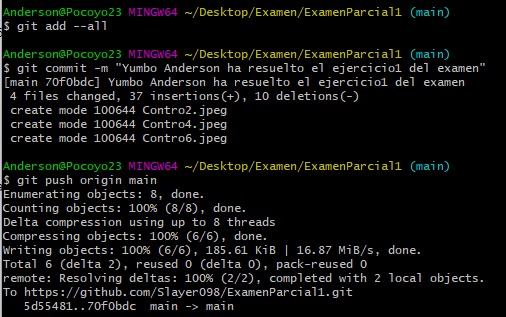 Anderson@Pocoyo23 MINGW64 ~/Desktop/Examen/ExamenParcial1 (main)
$ git add --all
Anderson@Pocoyo23 MINGW64 ~/Desktop/Examen/ExamenParcial1 (main)
$ git commit -m "Yumbo Anderson ha resuelto el ejercicio1 del examen"
[main 70f0bdc] Yumbo Anderson ha resuelto el ejercicio1 del examen
4 files changed, 37 insertions(+), 10 deletions(-)
create mode 100644 Contro2.jpeg
create mode 100644 Contro4.jpeg
create mode 100644 Contro6.jpeg
Anderson@Pocoyo23 MINGW64 ~/Desktop/Examen/ExamenParcial1 (main)
$ git push origin main
Enumerating objects: 8, done.
Counting objects: 100% (8/8), done.
Delta compression using up to 8 threads
Compressing objects: 100% (6/6), done.
Writing objects: 100% (6/6), 185.61 KiB | 16.87 MiB/s, done.
Total 6 (delta 2), reused 0 (delta 0), pack-reused 0
remote: Resolving deltas: 100% (2/2), completed with 2 local objects.
To https://github.com/Slayer098/ExamenParcial1.git
5d55481..70f0bdc main -> main